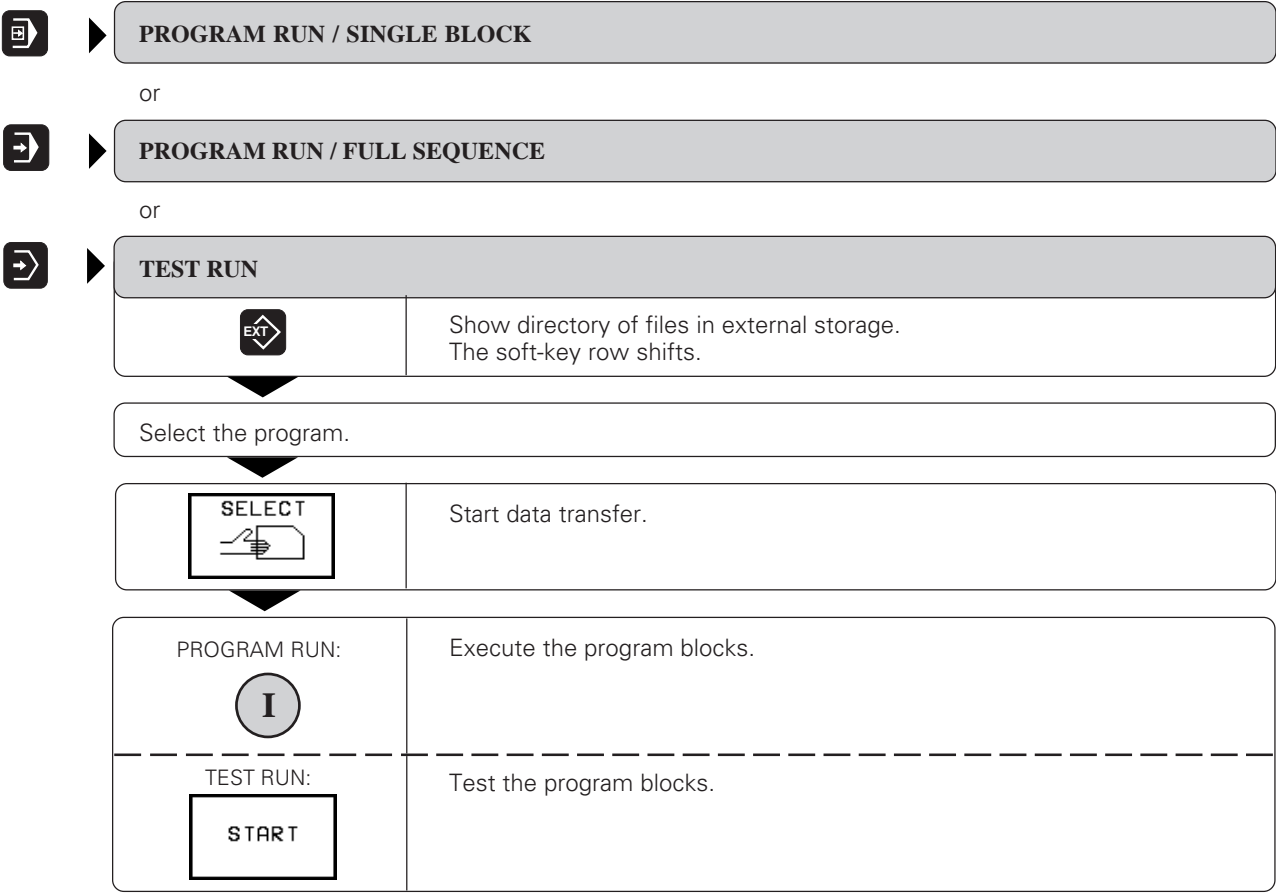 PROGRAM RUN / SINGLE BLOCK
or
PROGRAM RUN / FULL SEQUENCE
or
TEST RUN
EXT
Show directory of files in external storage.
The soft-key row shifts.
Select the program.
SELECT
Start data transfer.
PROGRAM RUN:
I
Execute the program blocks.
TEST RUN:
START
Test the program blocks.